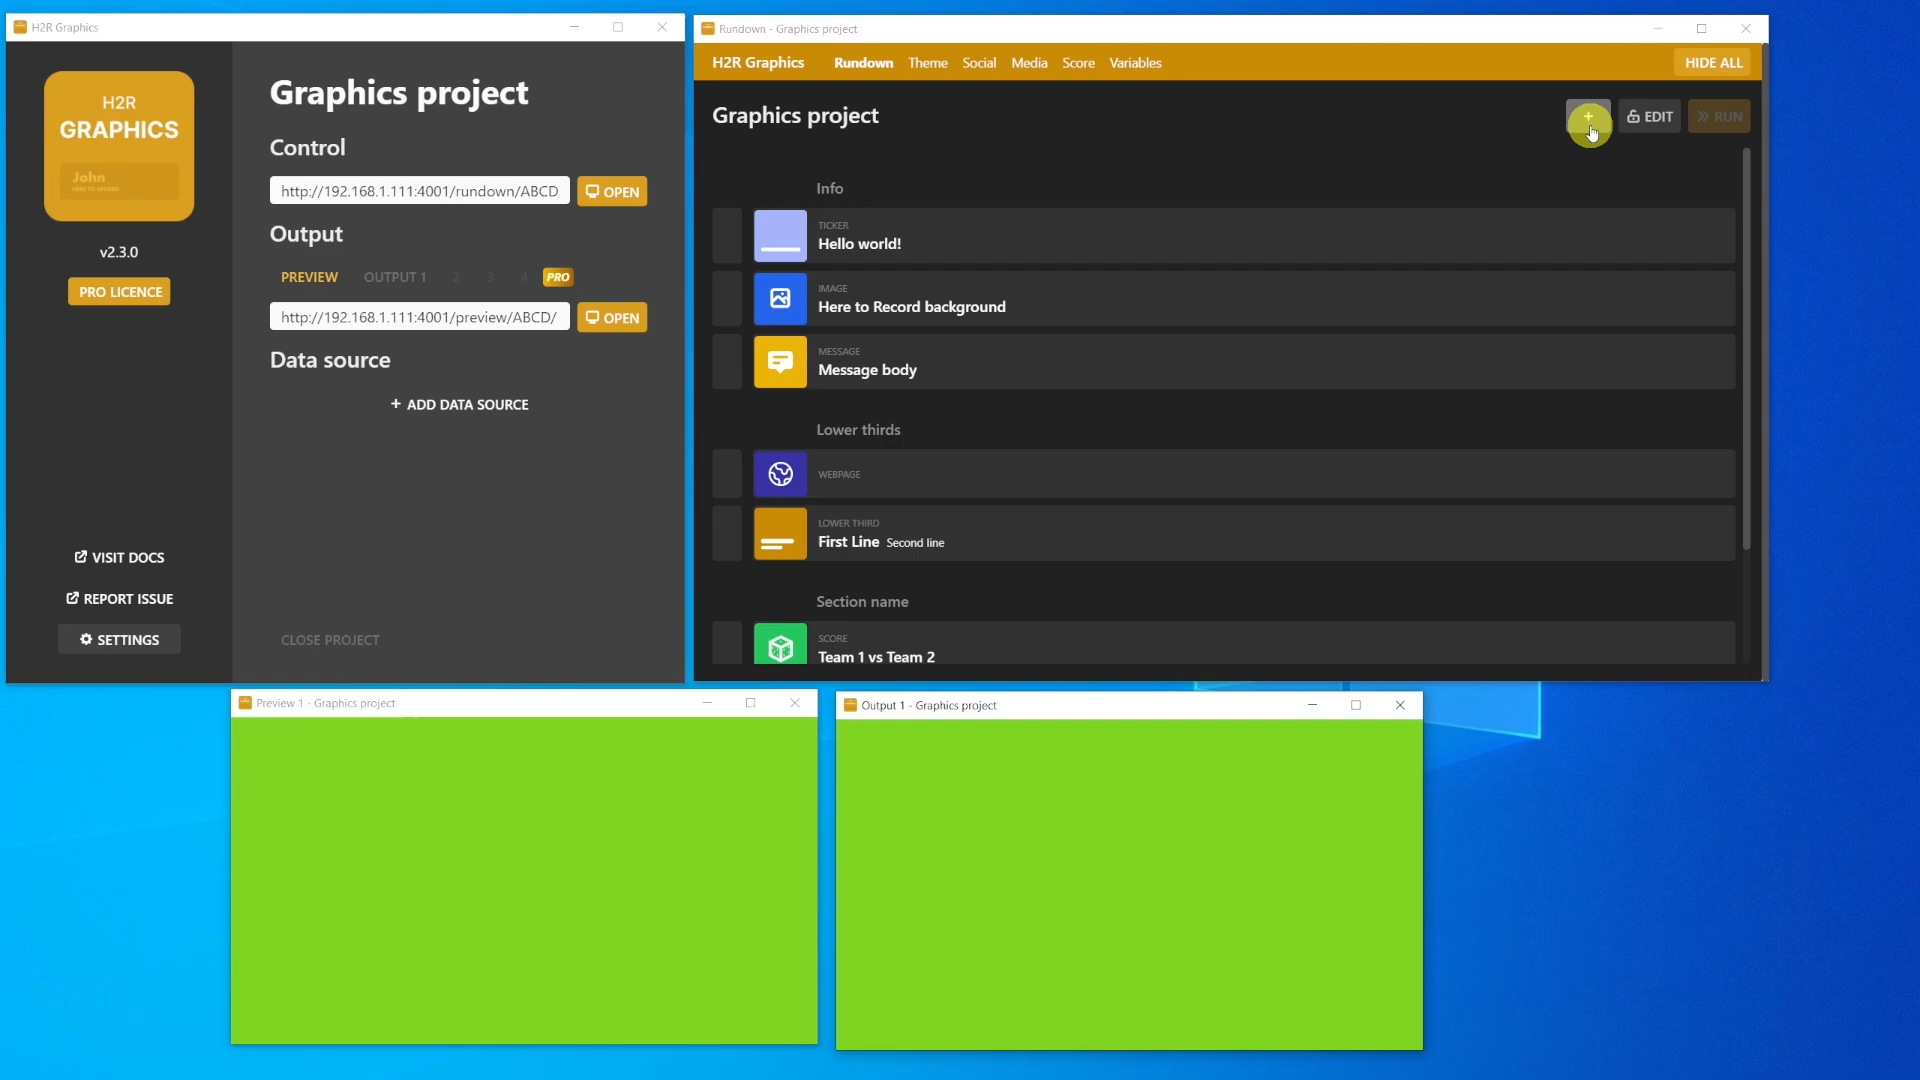 H2R Graphics
H2R
GRAPHICS
John
v2.3.0
PRO LICENCE
VISIT DOCS
REPORT ISSUE
SETTINGS
Graphics project
Control
http://192.168.1.111:4001/rundown/ABCD
OPEN
Output
PREVIEW OUTPUT 1 2 3 4 PRO
http://192.168.1.111:4001/preview/ABCD/
OPEN
Data source
+ ADD DATA SOURCE
CLOSE PROJECT
Rundown - Graphics project
H2R Graphics Rundown Theme Social Media Score Variables HIDE ALL
Graphics project
+ EDIT RUN
Info
TICKER
Hello world!
IMAGE
Here to Record background
MESSAGE
Message body
Lower thirds
WEBPAGE
LOWER THIRD
First Line Second line
Section name
SCORE
Team 1 vs Team 2
Preview 1 - Graphics project
Output 1 - Graphics project